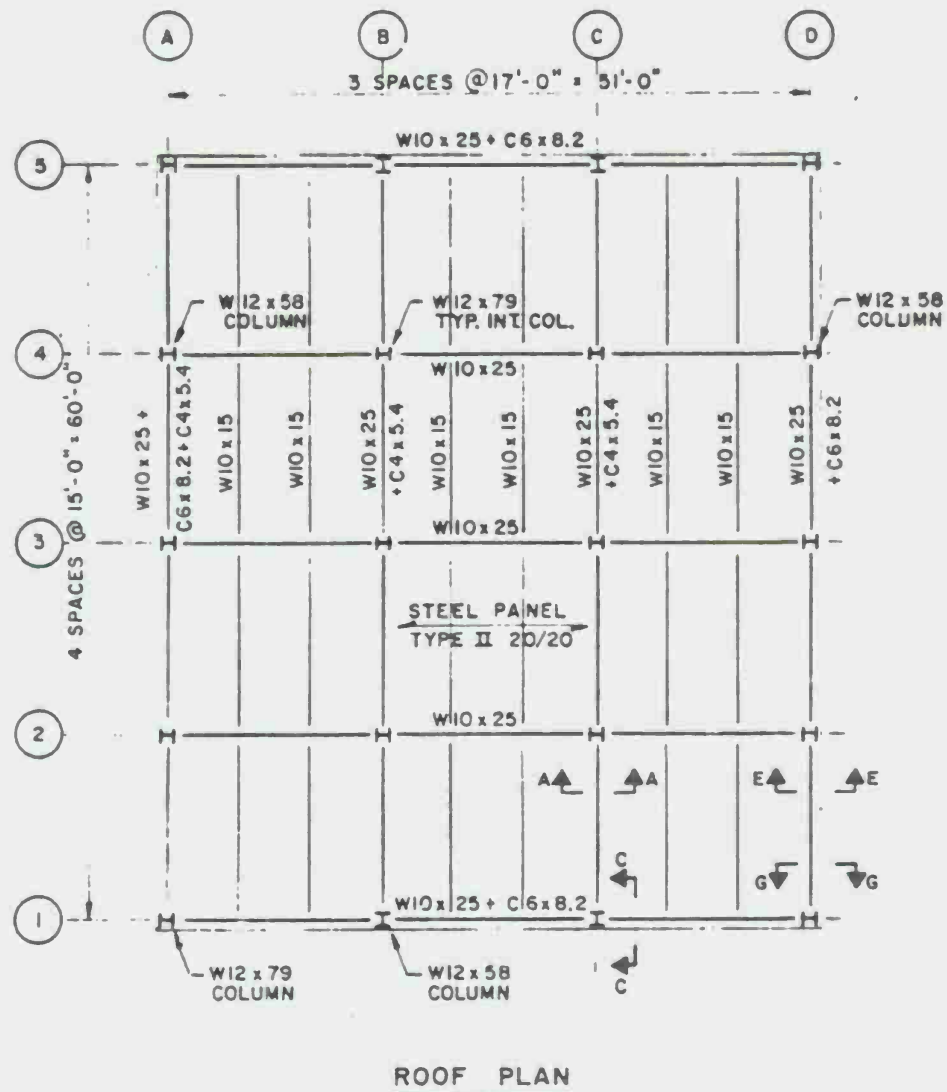 A
B
C
D
3 SPACES @ 17'-0" = 51'-0"
W10 x 25 + C6 x 8.2
5
W12 x 58
COLUMN
W12 x 79
TYP. INT. COL.
W12 x 58
COLUMN
4
W10 x 25
4 SPACES @ 15'-0" = 60'-0"
W10 x 25 +
C6 x 8.2 + C4 x 5.4
W10 x 15
W10 x 15
W10 x 25
+ C4 x 5.4
W10 x 15
W10 x 15
W10 x 25
+ C4 x 5.4
W10 x 15
W10 x 15
W10 x 25
+ C6 x 8.2
3
W10 x 25
STEEL PANEL
TYPE II 20/20
2
W10 x 25
A A
E E
C
G G
1
W10 x 25 + C6 x 8.2
W12 x 79
COLUMN
W12 x 58
COLUMN
C
ROOF PLAN